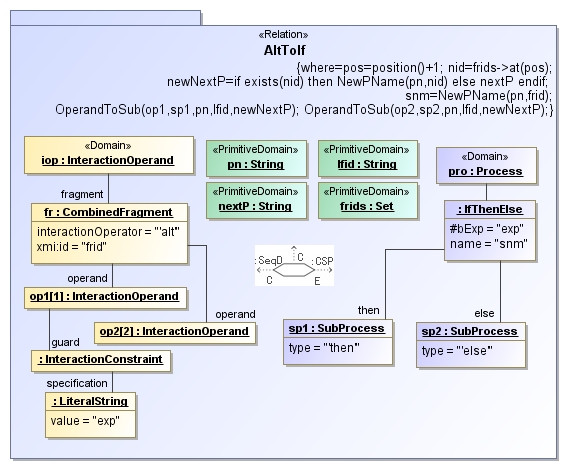 «Relation»
AltToIf
{where=pos=position()+1; nid=frids->at(pos);
newNextP=if exists(nid) then NewPName(pn,nid) else nextP endif;
snm=NewPName(pn,frid);
OperandToSub(op1,sp1,pn,lfid,newNextP); OperandToSub(op2,sp2,pn,lfid,newNextP);}
«Domain»
iop : InteractionOperand
«PrimitiveDomain»
pn : String
«PrimitiveDomain»
lfid : String
«Domain»
pro : Process
fragment
«PrimitiveDomain»
nextP : String
«PrimitiveDomain»
frids : Set
fr : CombinedFragment
interactionOperator = "'alt'"
xmi:id = "frid"
: IfThenElse
#bExp = "exp"
name = "snm"
:SeqD
C
:CSP
C
E
operand
op1[1] : InteractionOperand
operand
op2[2] : InteractionOperand
guard
: InteractionConstraint
specification
: LiteralString
value = "exp"
then
sp1 : SubProcess
type = "'then'"
else
sp2 : SubProcess
type = "'else'"